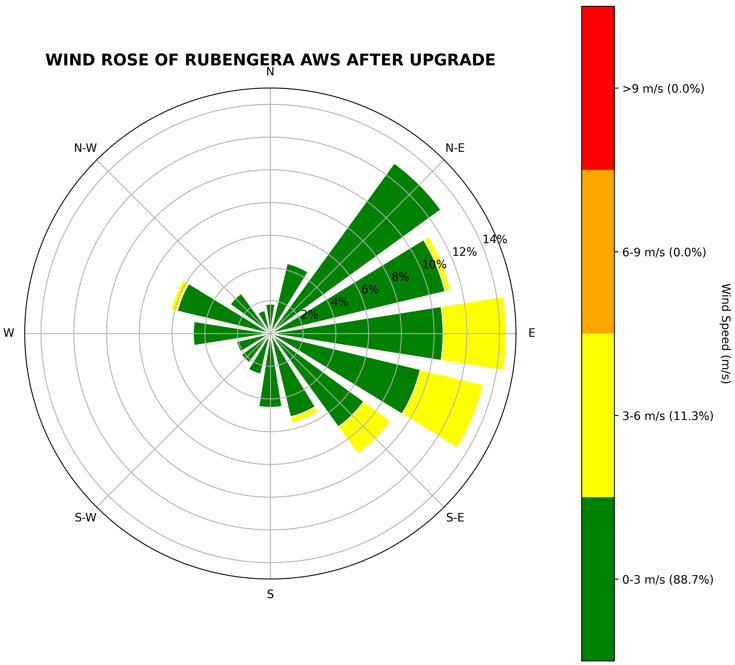 WIND ROSE OF RUBENGERA AWS AFTER UPGRADE
N
N-W
N-E
>9 m/s (0.0%)
14%
12%
10%
8%
6%
4%
2%
6-9 m/s (0.0%)
W
E
Wind Speed (m/s)
3-6 m/s (11.3%)
S-W
S-E
0-3 m/s (88.7%)
S